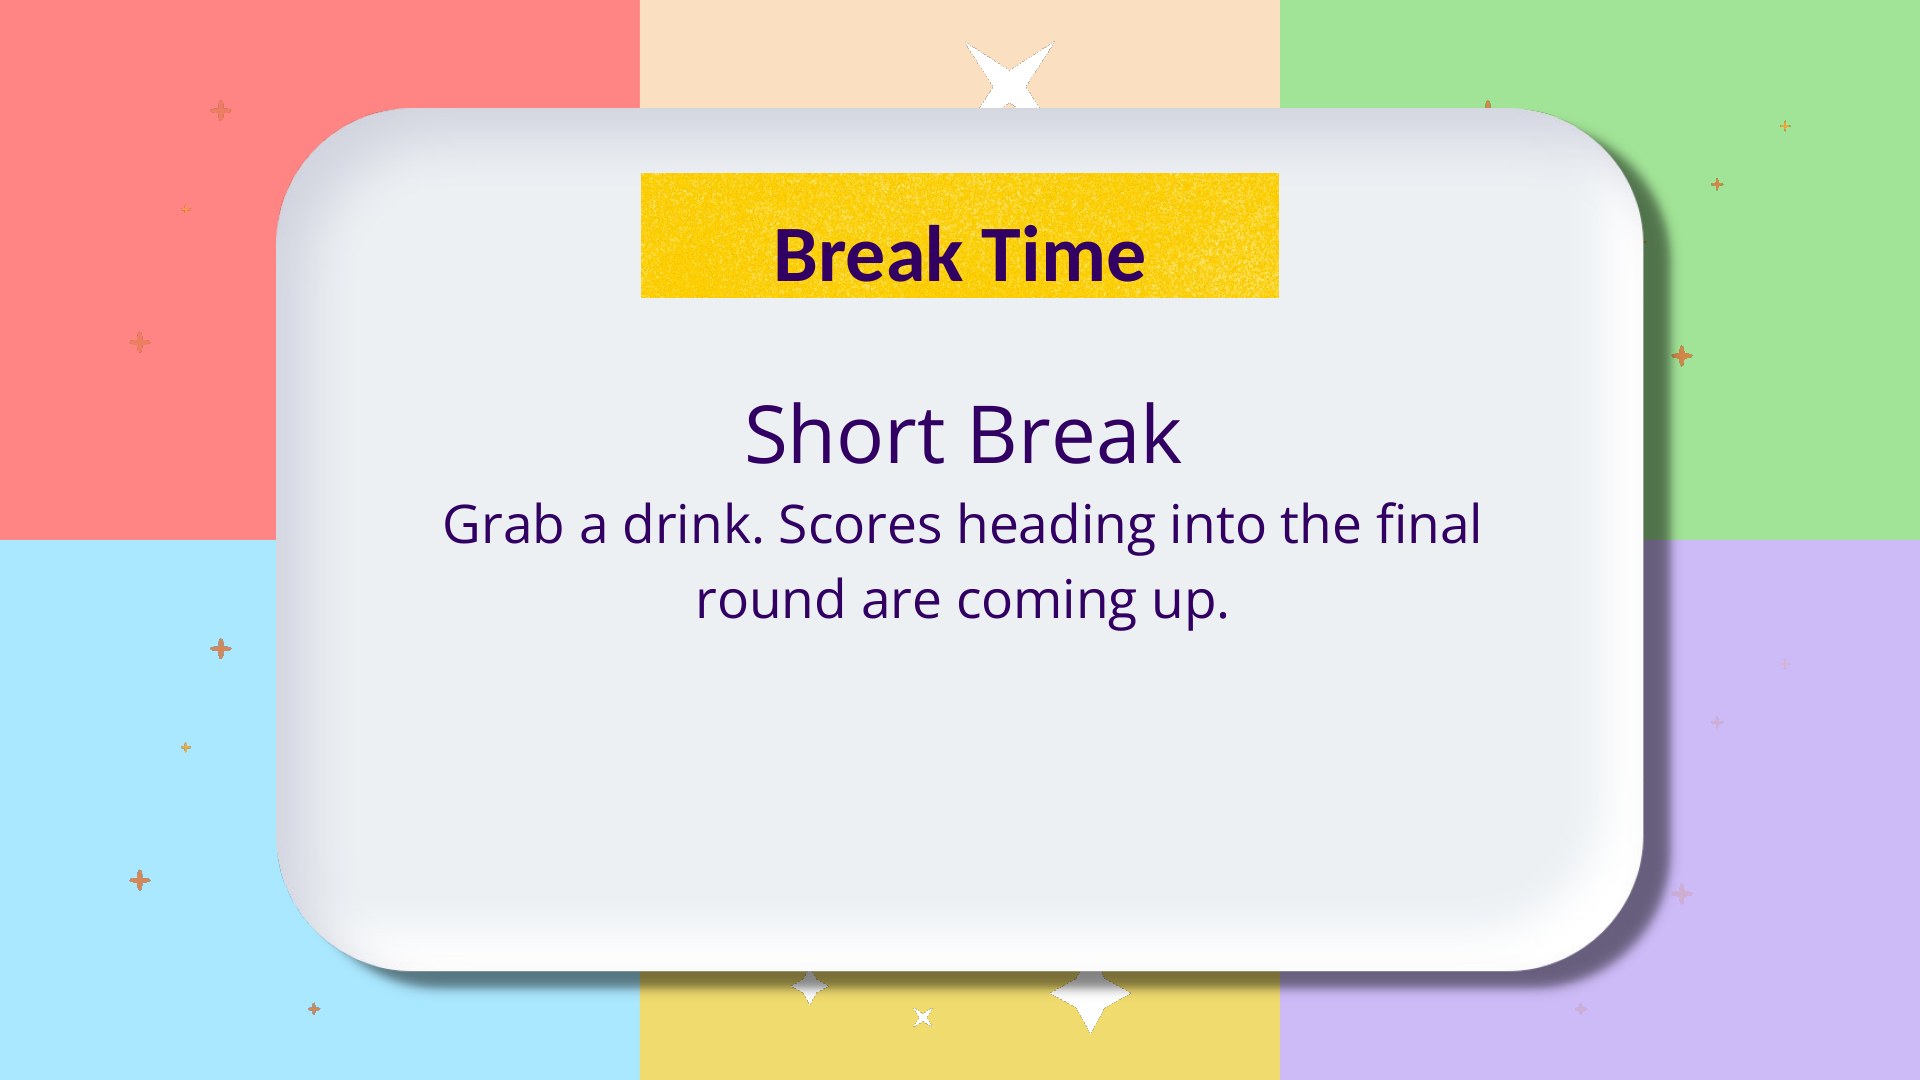 Break Time
Short Break
Grab a drink. Scores heading into the final
round are coming up.